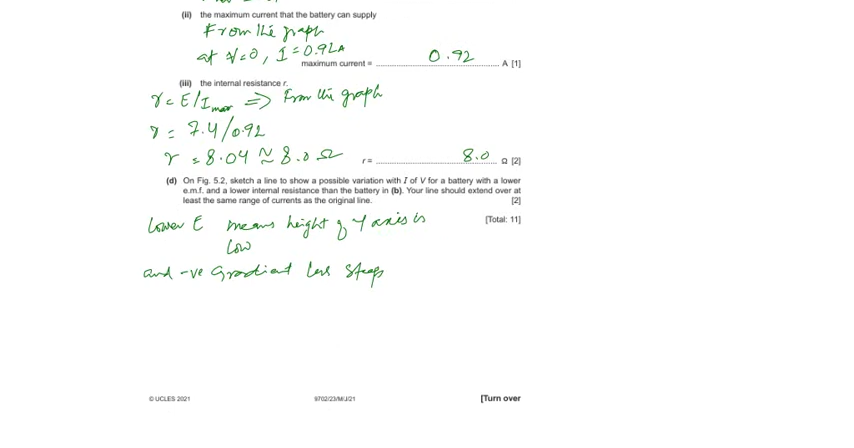 (ii) the maximum current that the battery can supply
From the graph
at V=0, I = 0.92A
maximum current = ........ 0.92 ........ A [1]
(iii) the internal resistance r.
r = E/Imax => From the graph
r = 7.4/0.92
r = 8.04 ≈ 8.0 Ω
r = ........ 8.0 ........ Ω [2]
(d) On Fig. 5.2, sketch a line to show a possible variation with I of V for a battery with a lower
e.m.f. and a lower internal resistance than the battery in (b). Your line should extend over at
least the same range of currents as the original line. [2]
[Total: 11]
lower E means height of Y axis is
low
and -ve Gradient less steep
© UCLES 2021 9702/23/M/J/21 [Turn over